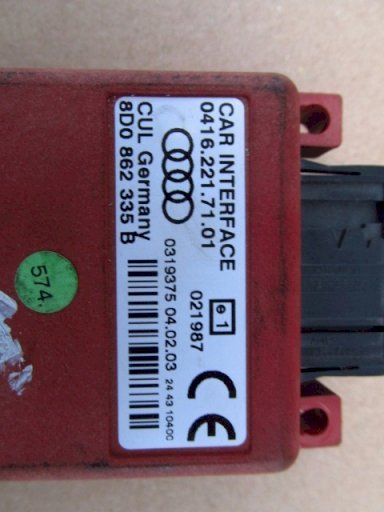 CAR INTERFACE
0416.221.71.01
e1
021987
0319375 04.02.03
24 43 10400
CUL Germany
8D0 862 335 B
CE
574.